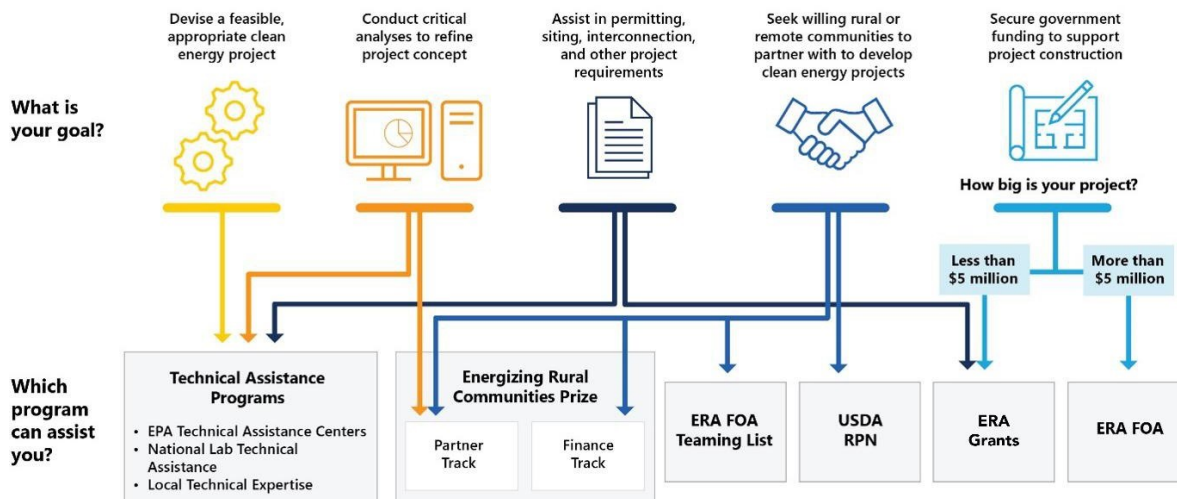 Devise a feasible,
appropriate clean
energy project
Conduct critical
analyses to refine
project concept
Assist in permitting,
siting, interconnection,
and other project
requirements
Seek willing rural or
remote communities to
partner with to develop
clean energy projects
Secure government
funding to support
project construction
What is
your goal?
How big is your project?
Less than
$5 million
More than
$5 million
Which
program
can assist
you?
Technical Assistance
Programs
• EPA Technical Assistance Centers
• National Lab Technical
Assistance
• Local Technical Expertise
Energizing Rural
Communities Prize
Partner
Track
Finance
Track
ERA FOA
Teaming List
USDA
RPN
ERA
Grants
ERA FOA